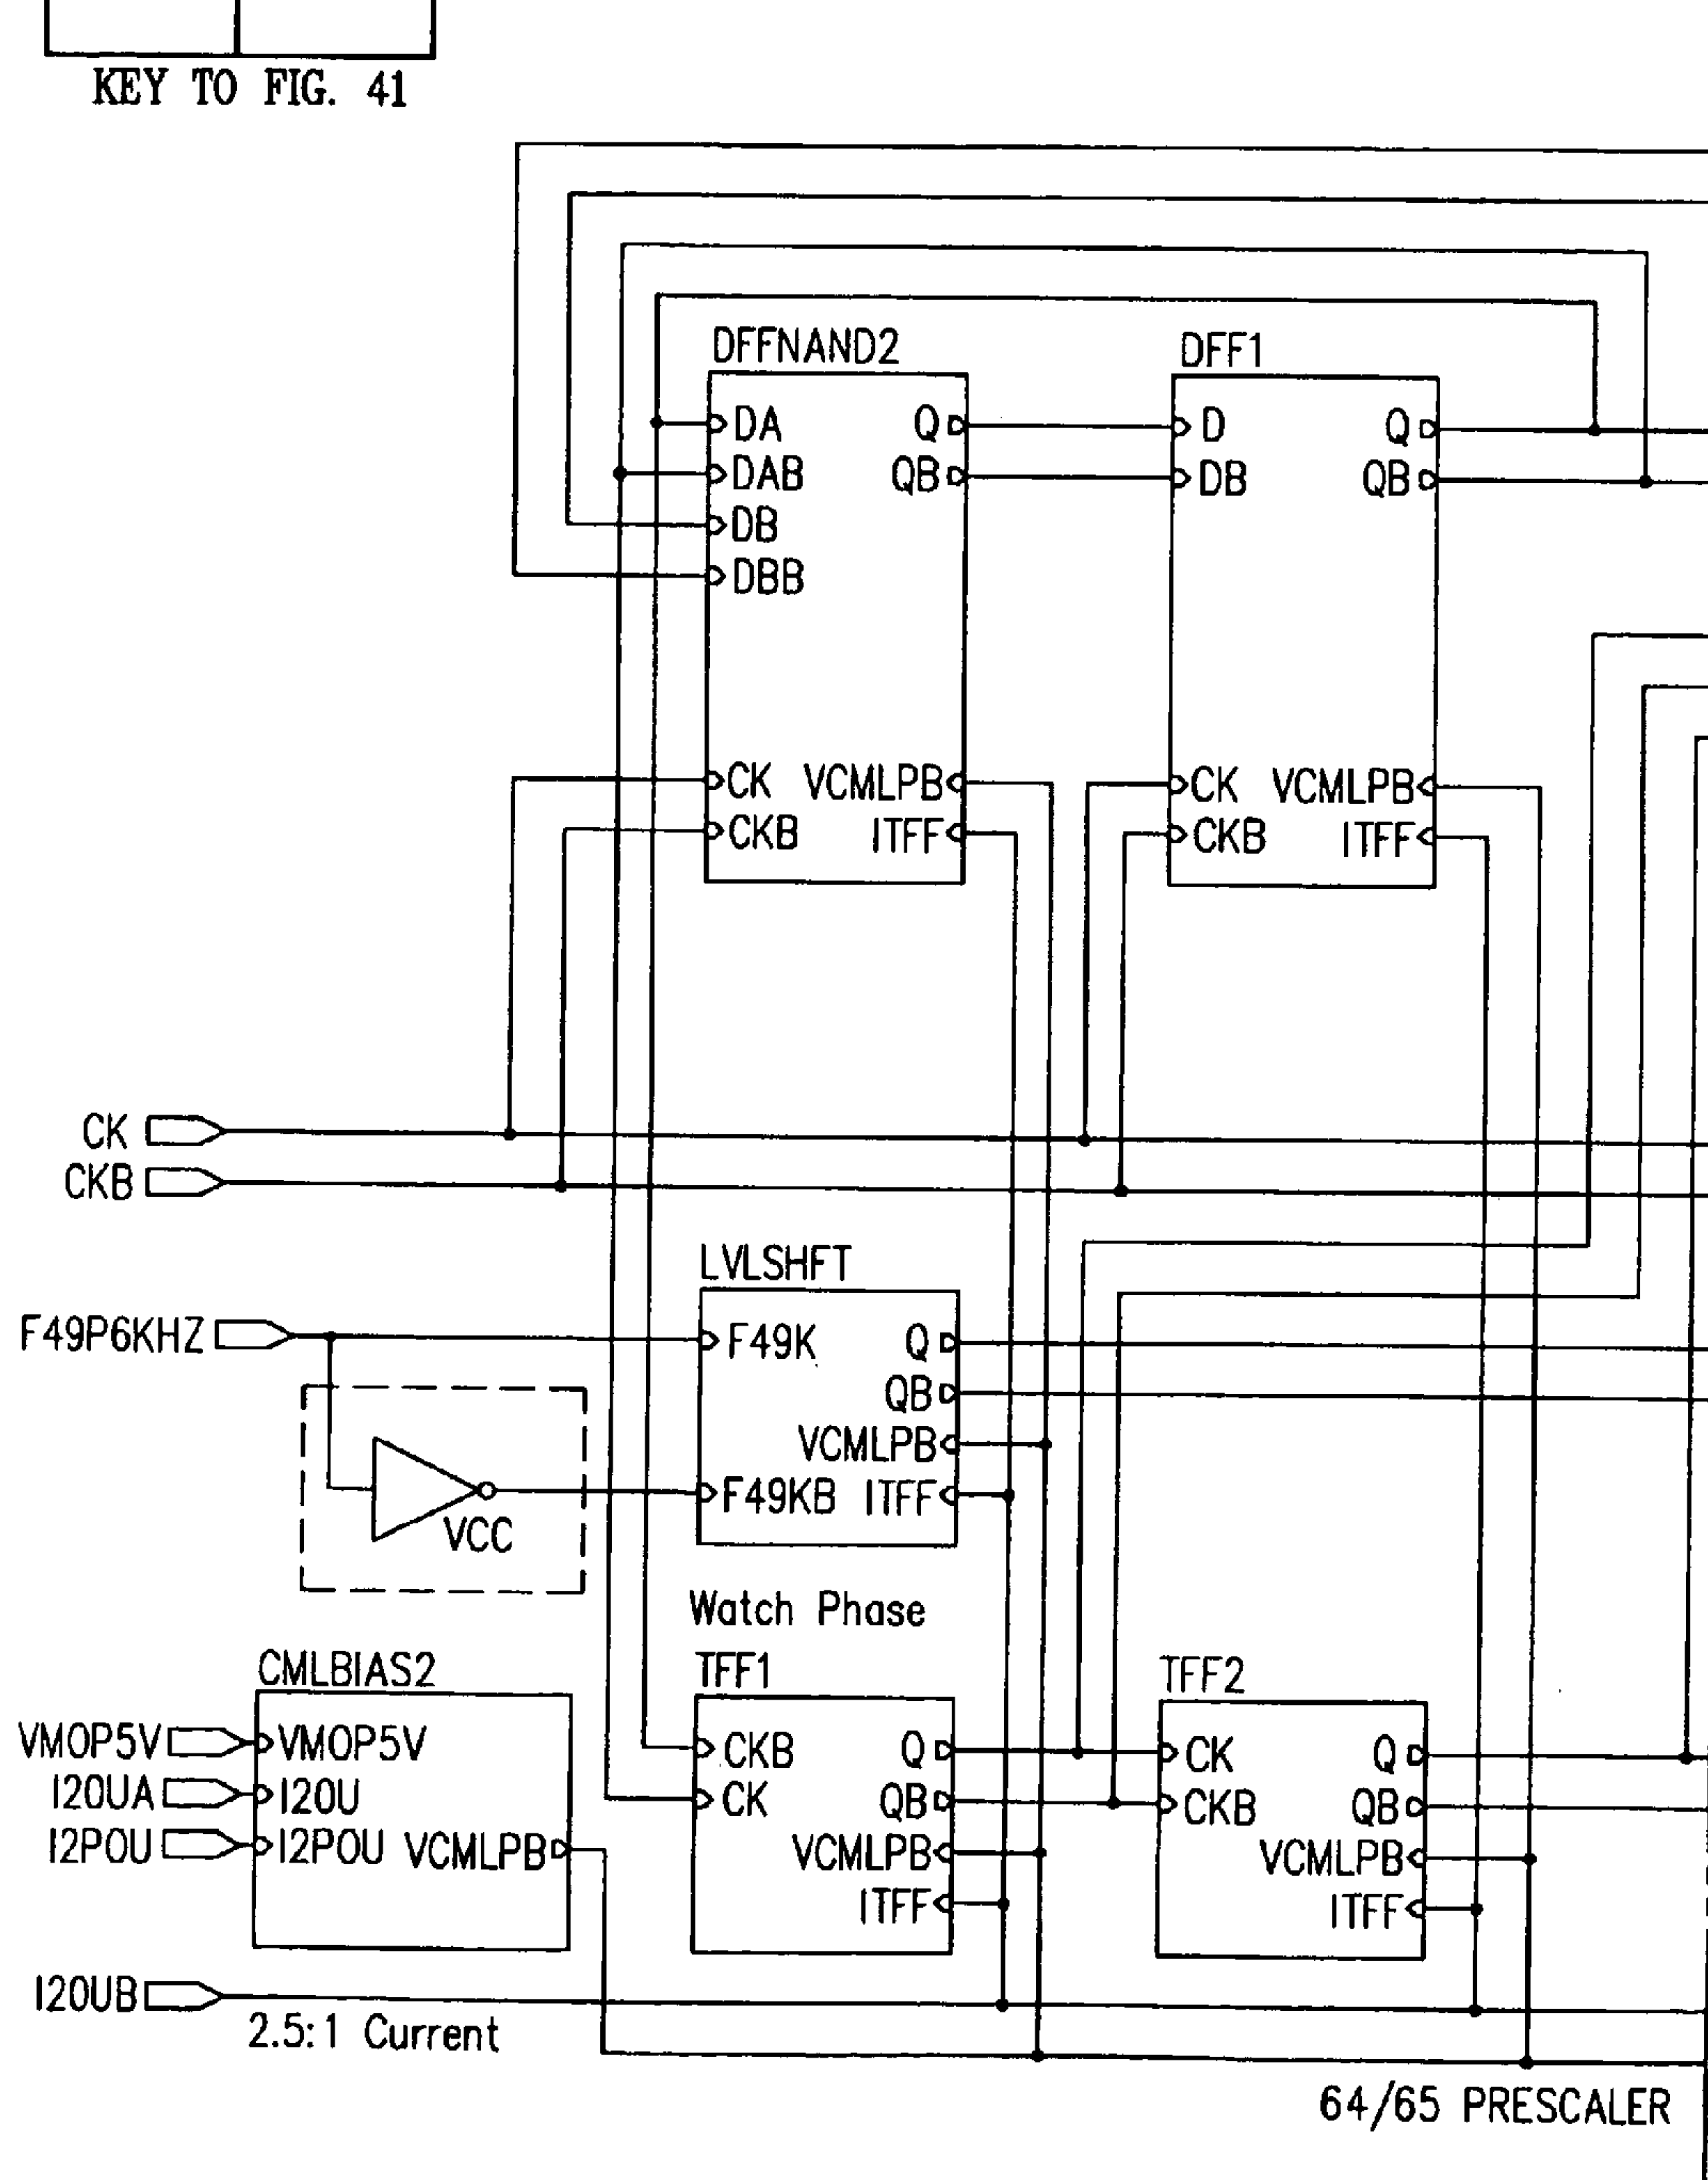 KEY TO FIG. 41
DFFNAND2
DA
DAB
DB
DBB
Q
QB
CK
CKB
VCMLPB
ITFF
DFF1
D
DB
Q
QB
CK
CKB
VCMLPB
ITFF
CK
CKB
LVLSHFT
F49P6KHZ
F49K
Q
QB
VCMLPB
F49KB
ITFF
VCC
Watch Phase
CMLBIAS2
VMOP5V
VMOP5V
I20UA
I20U
I2POU
I2POU
VCMLPB
TFF1
CKB
CK
Q
QB
VCMLPB
ITFF
TFF2
CK
CKB
Q
QB
VCMLPB
ITFF
I20UB
2.5:1 Current
64/65 PRESCALER